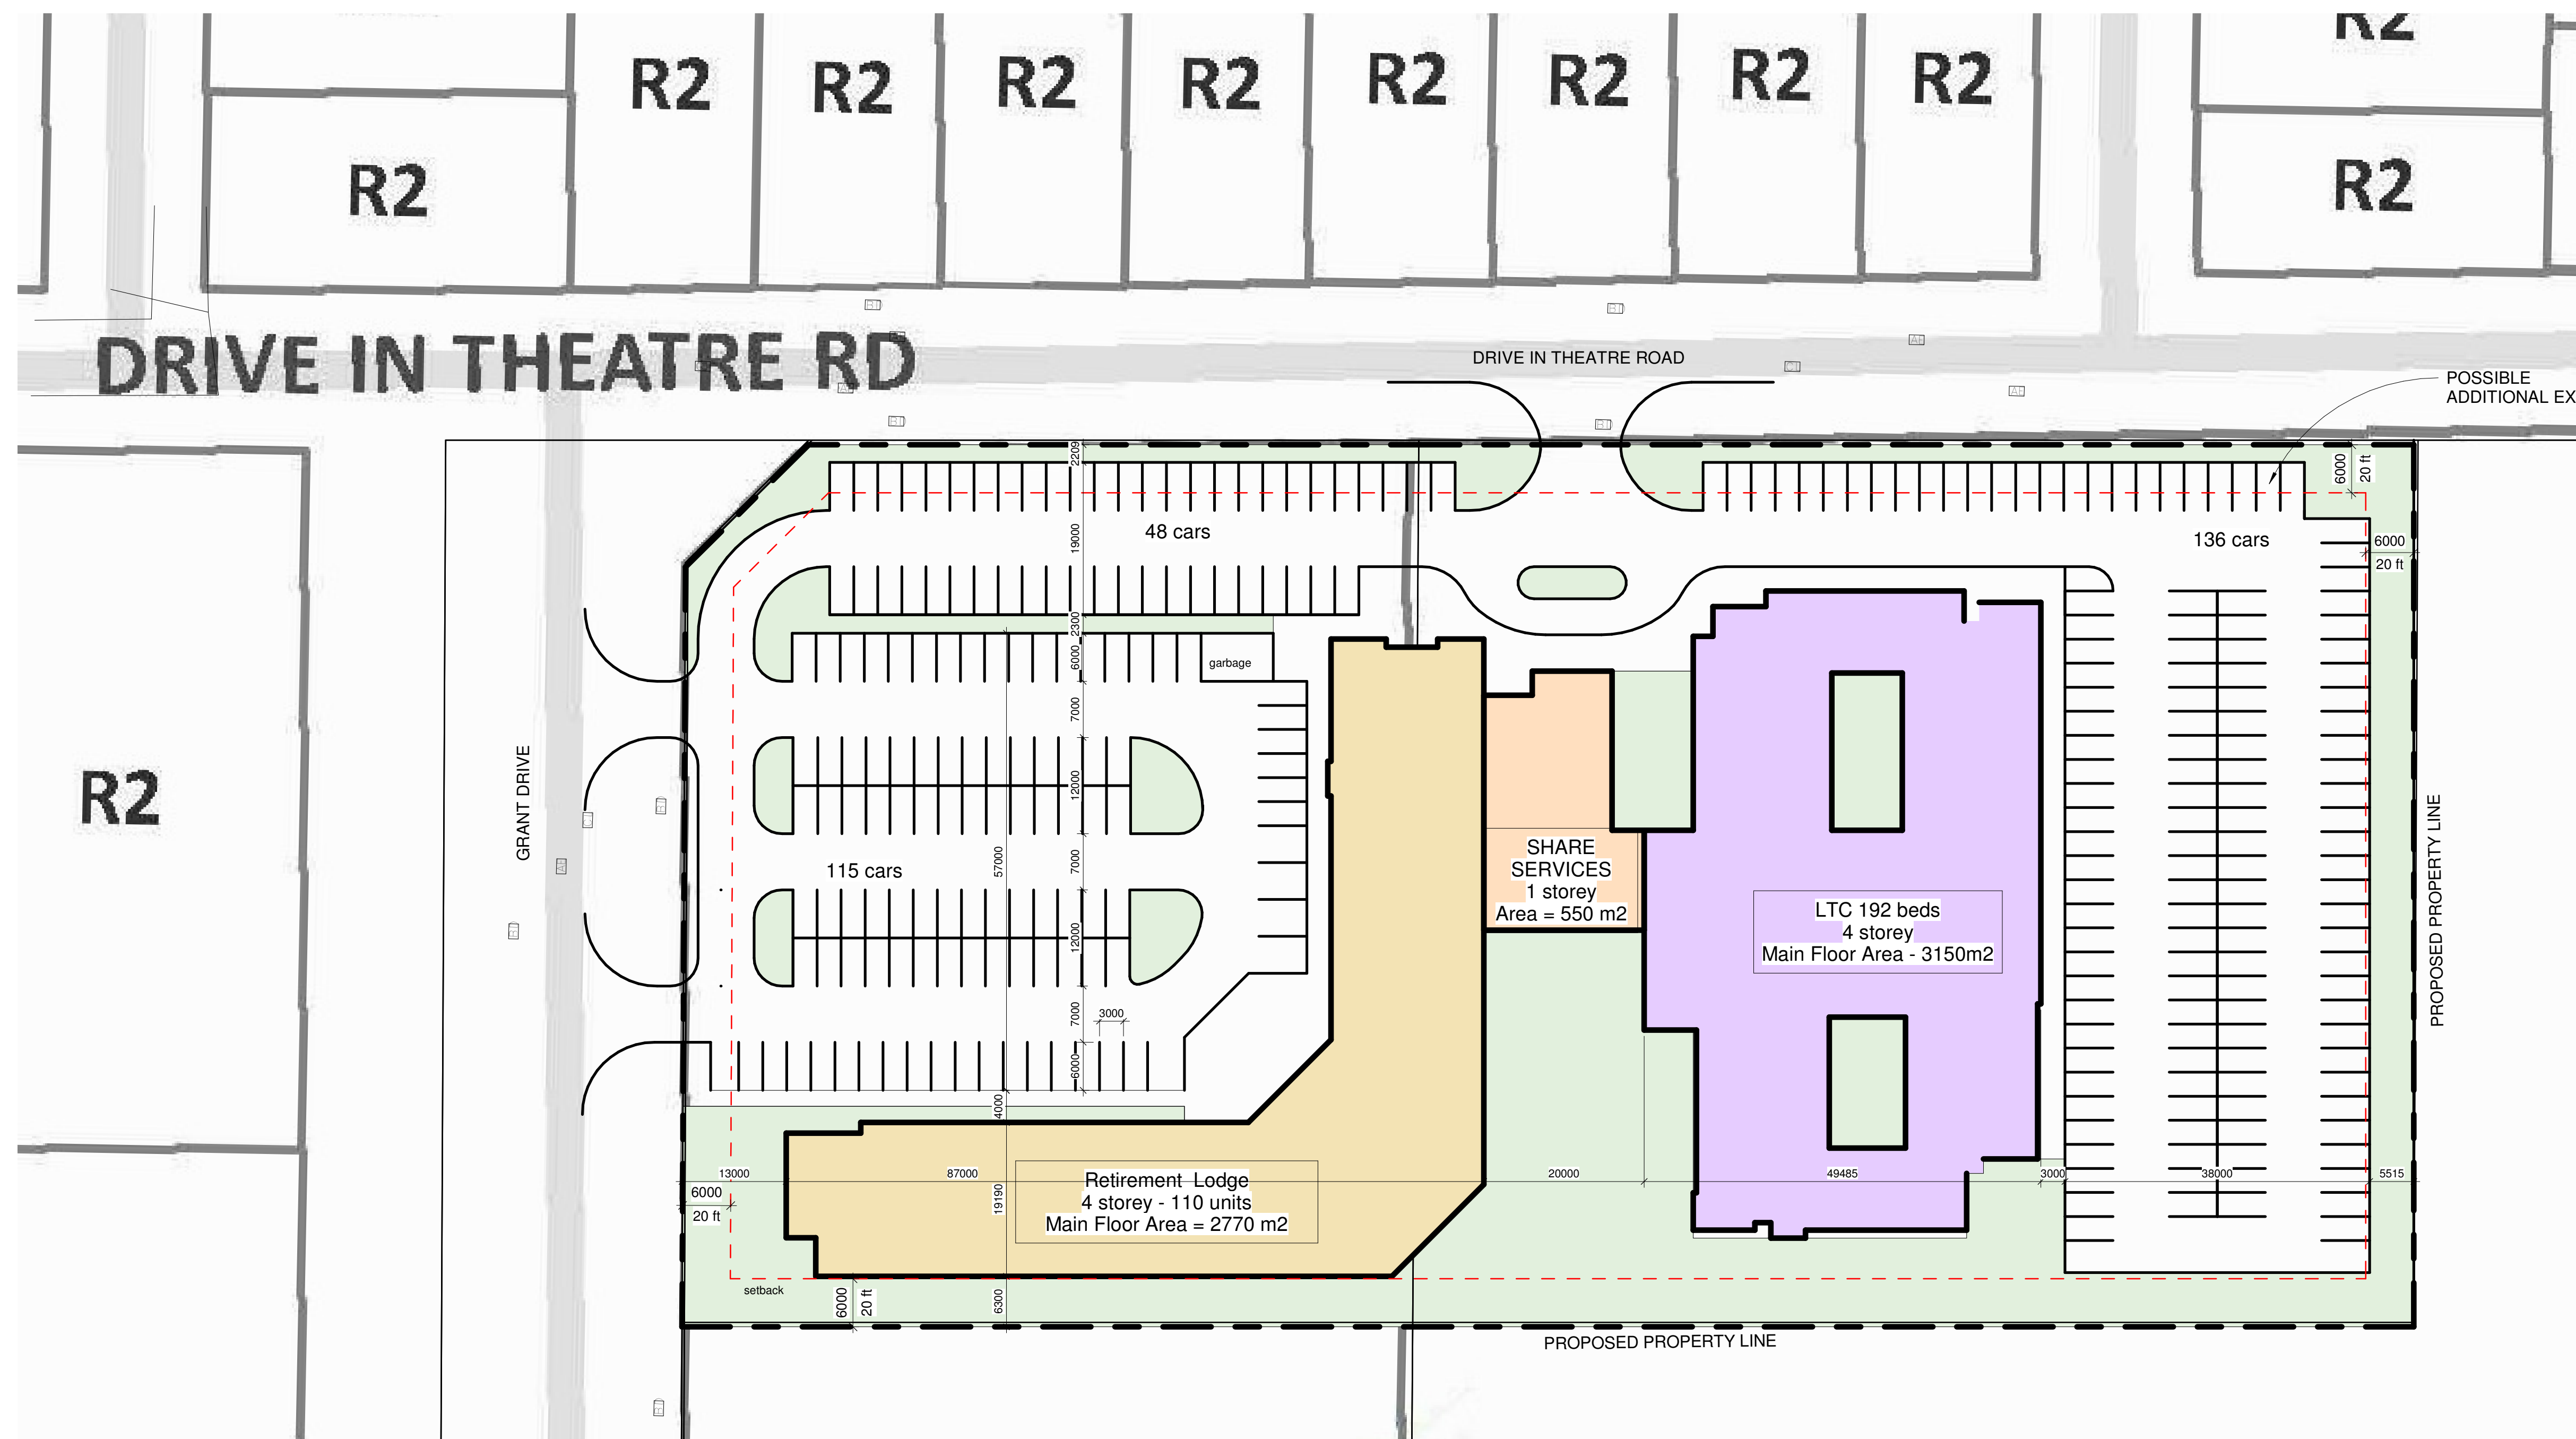 R2
R2
R2
R2
R2
R2
R2
R2
R2
R2
R2
DRIVE IN THEATRE RD
DRIVE IN THEATRE ROAD
POSSIBLE
ADDITIONAL EX
2209
6000
20 ft
48 cars
19000
136 cars
6000
20 ft
2300
6000
garbage
7000
12000
R2
GRANT DRIVE
115 cars
57000
7000
12000
SHARE
SERVICES
1 storey
Area = 550 m2
LTC 192 beds
4 storey
Main Floor Area - 3150m2
PROPOSED PROPERTY LINE
7000
3000
6000
4000
13000
87000
20000
49485
3000
38000
5515
6000
20 ft
19190
Retirement Lodge
4 storey - 110 units
Main Floor Area = 2770 m2
setback
6000
20 ft
6300
PROPOSED PROPERTY LINE